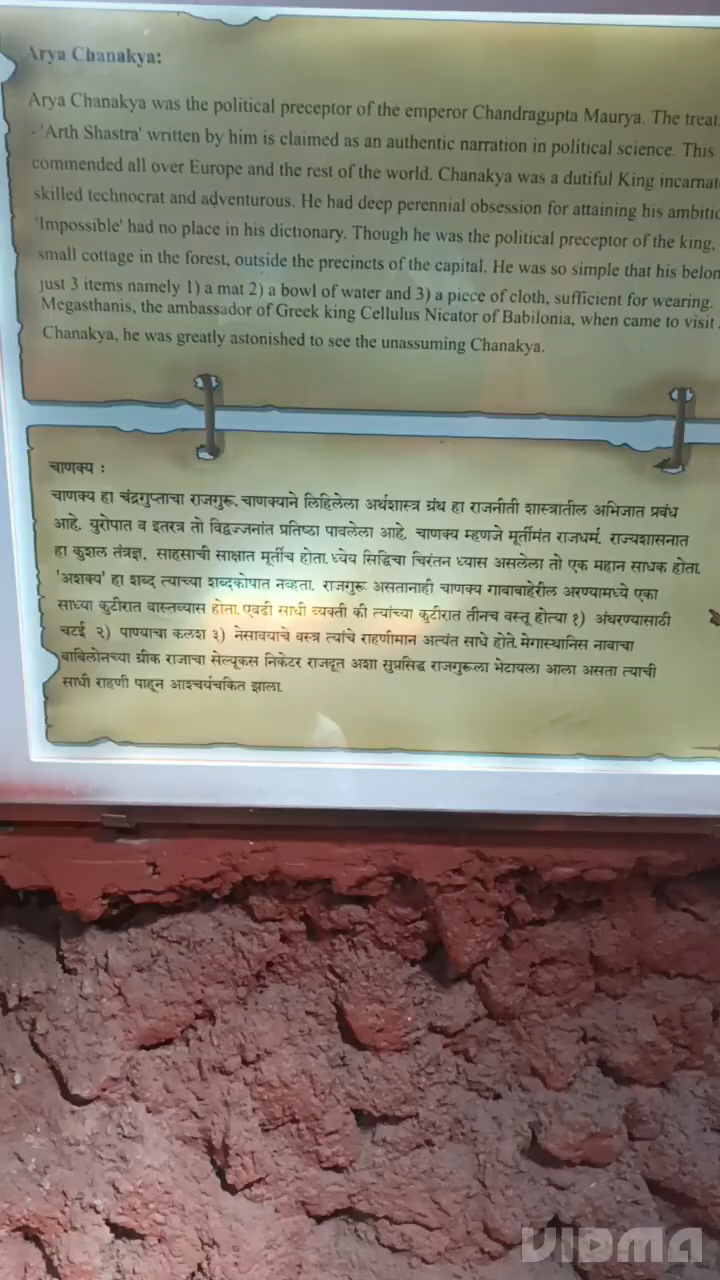 Arya Chanakya:
Arya Chanakya was the political preceptor of the emperor Chandragupta Maurya. The
- 'Arth Shastra' written by him is claimed as an authentic narration in political science. This
commended all over Europe and the rest of the world. Chanakya was a dutiful King
skilled technocrat and adventurous. He had deep perennial obsession for attaining his
'Impossible' had no place in his dictionary. Though he was the political preceptor of the king,
small cottage in the forest, outside the precincts of the capital. He was so simple that his
just 3 items namely 1) a mat 2) a bowl of water and 3) a piece of cloth, sufficient for wearing.
Megasthanis, the ambassador of Greek king Cellulus Nicator of Babilonia, when came to visit
Chanakya, he was greatly astonished to see the unassuming Chanakya.
चाणक्य :
चाणक्य हा चंद्रगुप्ताचा राजगुरू. चाणक्याने लिहिलेला अर्थशास्त्र ग्रंथ हा राजनीती शास्त्रातील अभिजात प्रबंध
आहे. युरोपात व इतरत्र तो विद्वज्जनांत प्रतिष्ठा पावलेला आहे. चाणक्य म्हणजे मूर्तीमंत राजधर्म. राज्यशासनात
हा कुशल तंत्रज्ञ, साहसाची साक्षात मूर्तीच होता. ध्येय सिद्धिचा चिरंतन ध्यास असलेला तो एक महान साधक होता.
'अशक्य' हा शब्द त्याच्या शब्दकोपात नव्हता. राजगुरू असतानाही चाणक्य गावाबाहेरील अरण्यामध्ये एका
साध्या कुटीरात वास्तव्यास होता. एवढी साधी व्यक्ती की त्यांच्या कुटीरात तीनच वस्तू होत्या १) अंथरण्यासाठी
चटई २) पाण्याचा कलश ३) नेसावयाचे वस्त्र त्यांचे राहणीमान अत्यंत साधे होते. मेगास्थानिस नावाचा
बाबिलोनच्या ग्रीक राजाचा सेल्यूकस निकेटर राजदूत अशा सुप्रसिद्ध राजगुरूला भेटायला आला असता त्याची
साधी राहणी पाहून आश्चर्यचकित झाला.
VIDMA